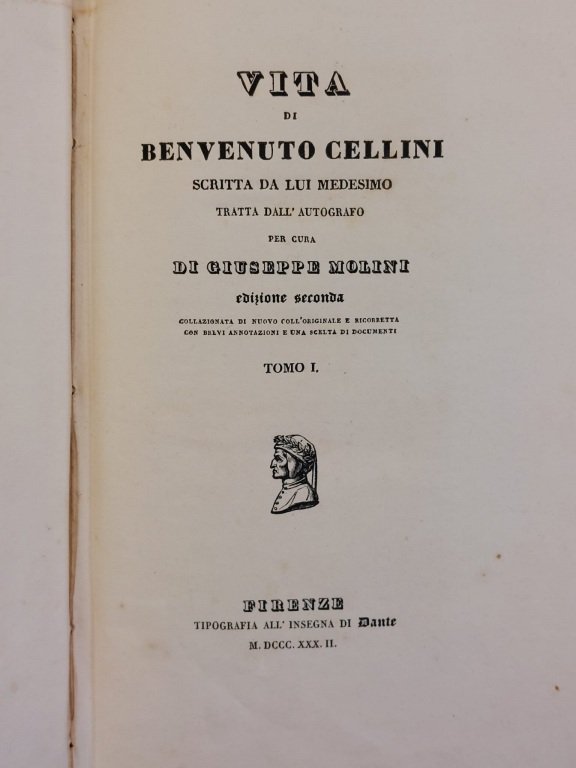 VITA
DI
BENVENUTO CELLINI
SCRITTA DA LUI MEDESIMO
TRATTA DALL' AUTOGRAFO
PER CURA
DI GIUSEPPE MOLINI
edizione seconda
COLLAZIONATA DI NUOVO COLL'ORIGINALE E RICORRETTA
CON BREVI ANNOTAZIONI E UNA SCELTA DI DOCUMENTI
TOMO I.
FIRENZE
TIPOGRAFIA ALL' INSEGNA DI Dante
M. DCCC. XXX. II.